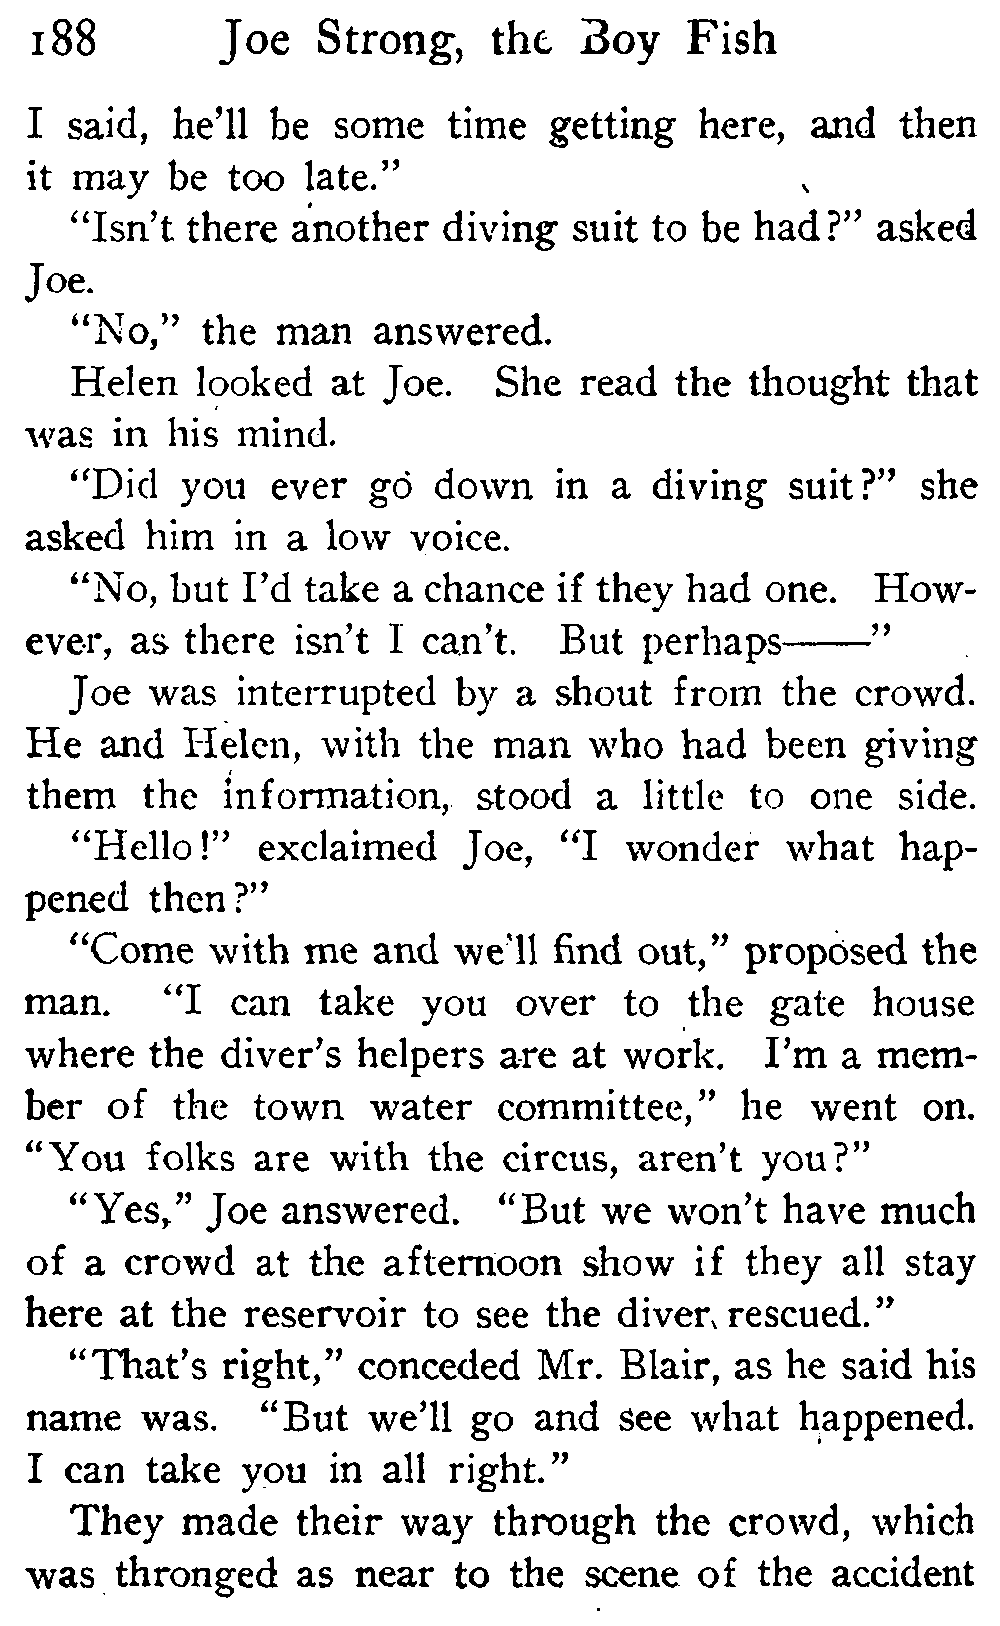 188 Joe Strong, the Boy Fish
I said, he'll be some time getting here, and then
it may be too late."
"Isn't there another diving suit to be had?" asked
Joe.
"No," the man answered.
Helen looked at Joe. She read the thought that
was in his mind.
"Did you ever go down in a diving suit?" she
asked him in a low voice.
"No, but I'd take a chance if they had one. How-
ever, as there isn't I can't. But perhaps——"
Joe was interrupted by a shout from the crowd.
He and Helen, with the man who had been giving
them the information, stood a little to one side.
"Hello!" exclaimed Joe, "I wonder what hap-
pened then?"
"Come with me and we'll find out," proposed the
man. "I can take you over to the gate house
where the diver's helpers are at work. I'm a mem-
ber of the town water committee," he went on.
"You folks are with the circus, aren't you?"
"Yes," Joe answered. "But we won't have much
of a crowd at the afternoon show if they all stay
here at the reservoir to see the diver rescued."
"That's right," conceded Mr. Blair, as he said his
name was. "But we'll go and see what happened.
I can take you in all right."
They made their way through the crowd, which
was thronged as near to the scene of the accident